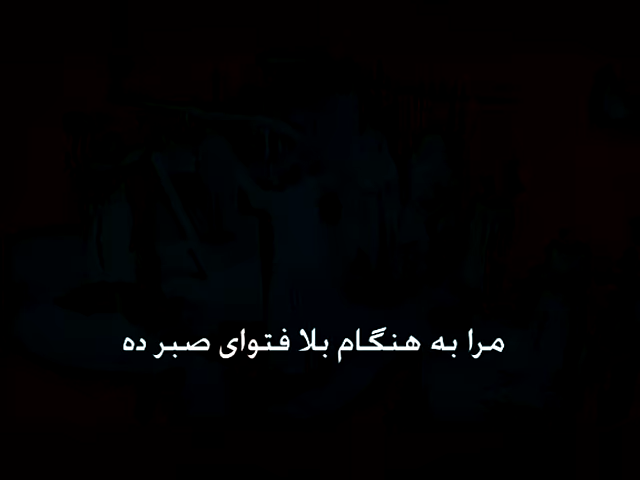 مرا به هنگام بلا فتوای صبر ده